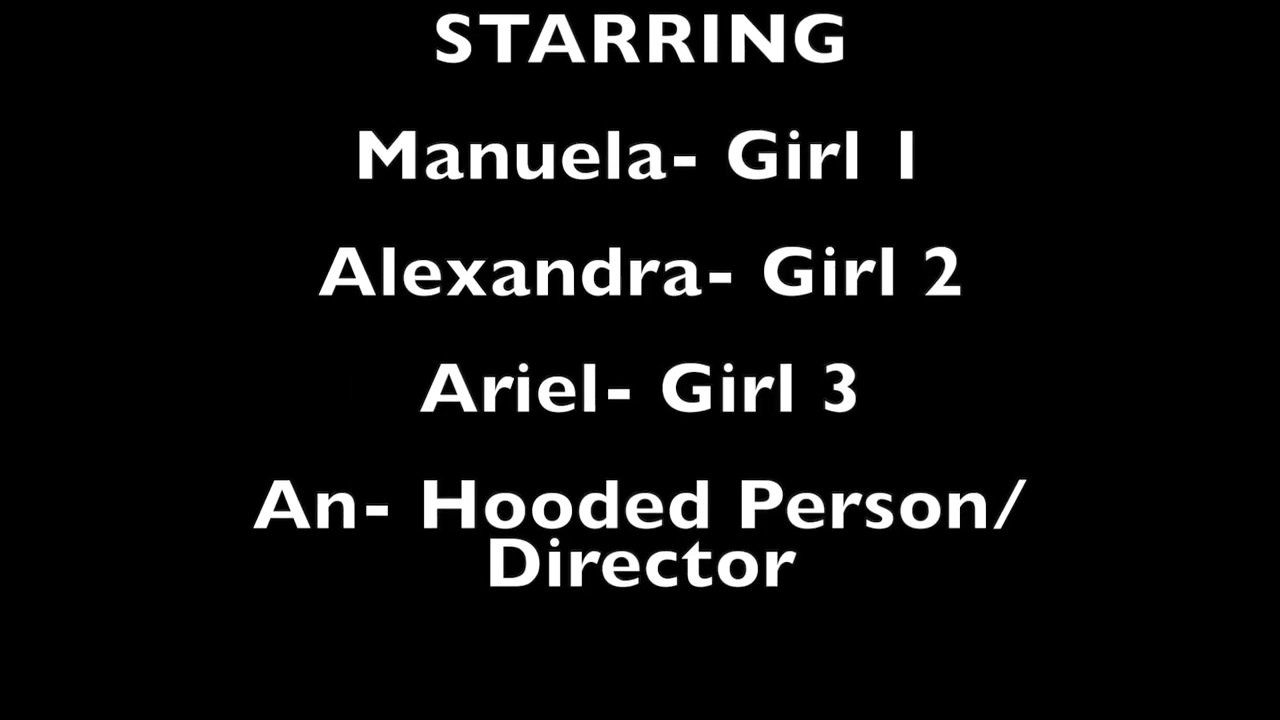 STARRING
Manuela- Girl 1
Alexandra- Girl 2
Ariel- Girl 3
An- Hooded Person/
Director